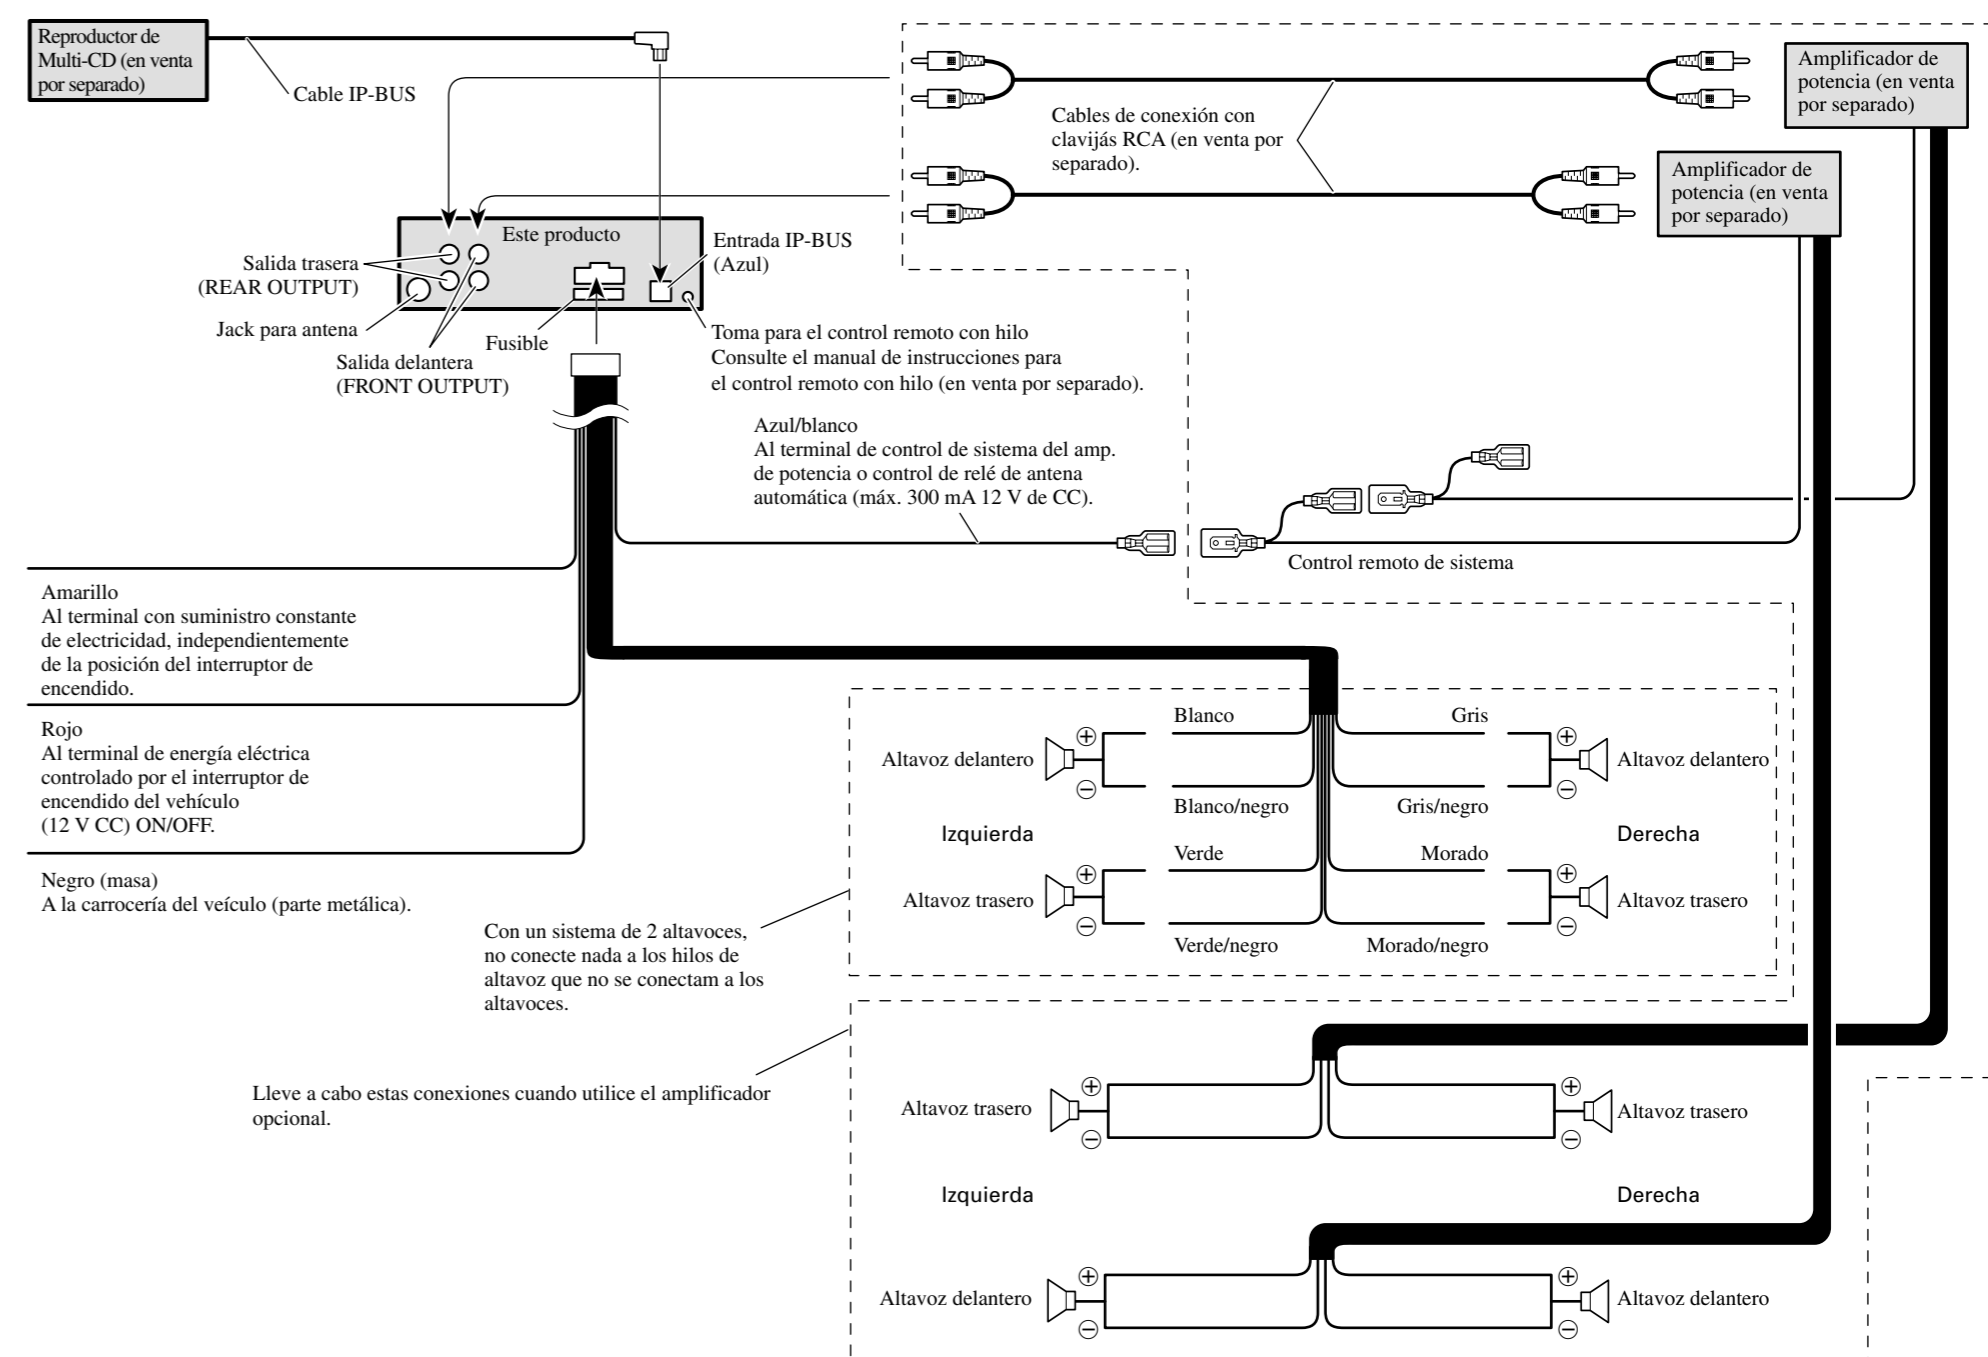 Reproductor de
Multi-CD (en venta
por separado)
Cable IP-BUS
Amplificador de
potencia (en venta
por separado)
Cables de conexión con
clavijás RCA (en venta por
separado).
Amplificador de
potencia (en venta
por separado)
Este producto
Entrada IP-BUS
(Azul)
Salida trasera
(REAR OUTPUT)
Jack para antena
Fusible
Salida delantera
(FRONT OUTPUT)
Toma para el control remoto con hilo
Consulte el manual de instrucciones para
el control remoto con hilo (en venta por separado).
Azul/blanco
Al terminal de control de sistema del amp.
de potencia o control de relé de antena
automática (máx. 300 mA 12 V de CC).
Control remoto de sistema
Amarillo
Al terminal con suministro constante
de electricidad, independientemente
de la posición del interruptor de
encendido.
Rojo
Al terminal de energía eléctrica
controlado por el interruptor de
encendido del vehículo
(12 V CC) ON/OFF.
Negro (masa)
A la carrocería del veículo (parte metálica).
Blanco
Gris
Altavoz delantero
⊕
⊖
⊕
⊖
Altavoz delantero
Blanco/negro
Gris/negro
Izquierda
Derecha
Verde
Morado
Altavoz trasero
⊕
⊖
⊕
⊖
Altavoz trasero
Verde/negro
Morado/negro
Con un sistema de 2 altavoces,
no conecte nada a los hilos de
altavoz que no se conectam a los
altavoces.
Lleve a cabo estas conexiones cuando utilice el amplificador
opcional.
Altavoz trasero
⊕
⊖
⊕
⊖
Altavoz trasero
Izquierda
Derecha
Altavoz delantero
⊕
⊖
⊕
⊖
Altavoz delantero